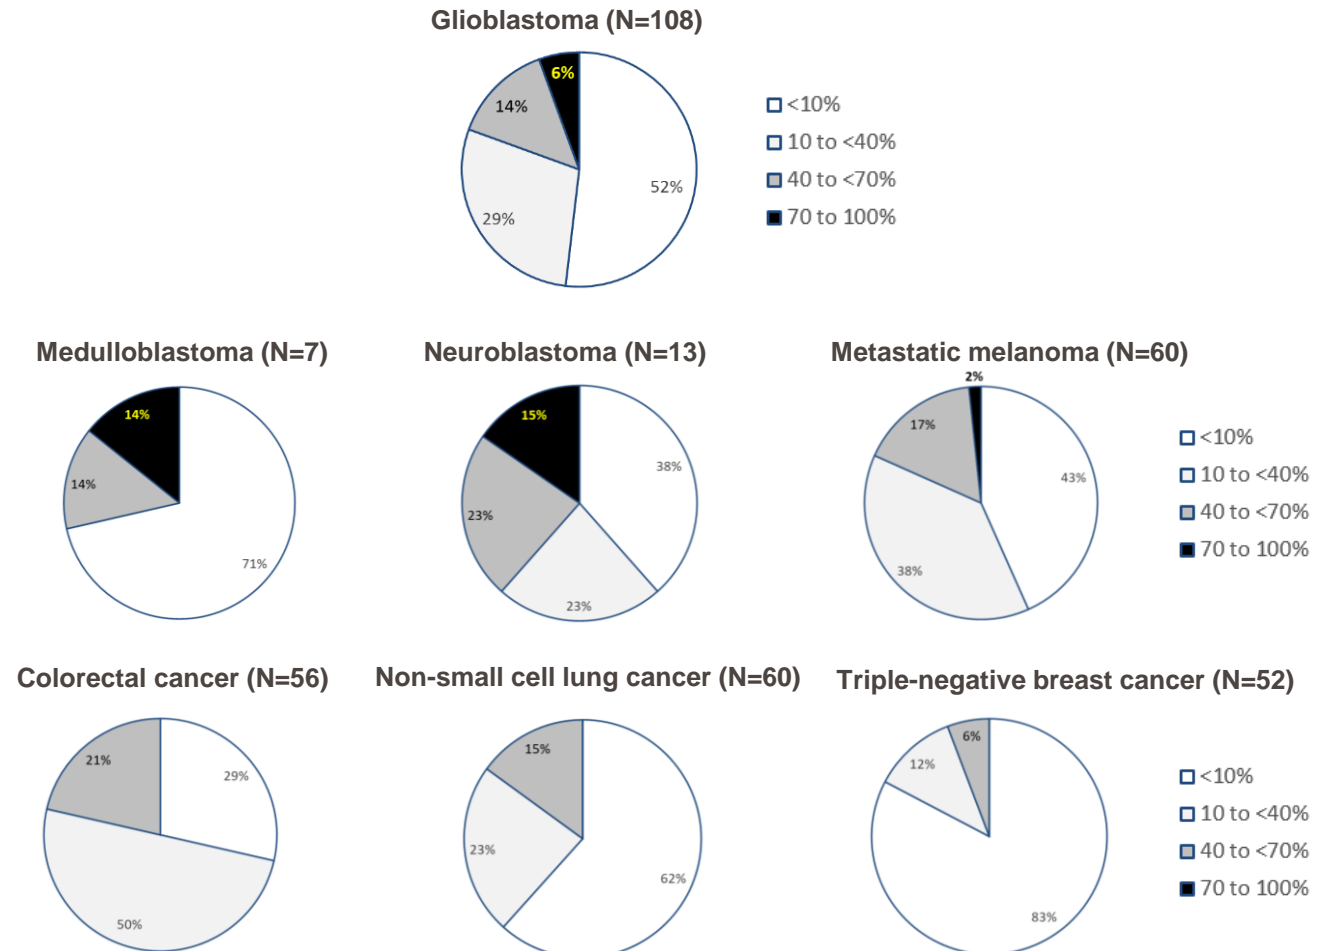 Glioblastoma (N=108)
6%
14%
52%
29%
<10%
10 to <40%
40 to <70%
70 to 100%
Medulloblastoma (N=7)
14%
14%
71%
Neuroblastoma (N=13)
15%
38%
23%
23%
Metastatic melanoma (N=60)
2%
17%
43%
38%
<10%
10 to <40%
40 to <70%
70 to 100%
Colorectal cancer (N=56)
21%
29%
50%
Non-small cell lung cancer (N=60)
15%
23%
62%
Triple-negative breast cancer (N=52)
6%
12%
83%
<10%
10 to <40%
40 to <70%
70 to 100%